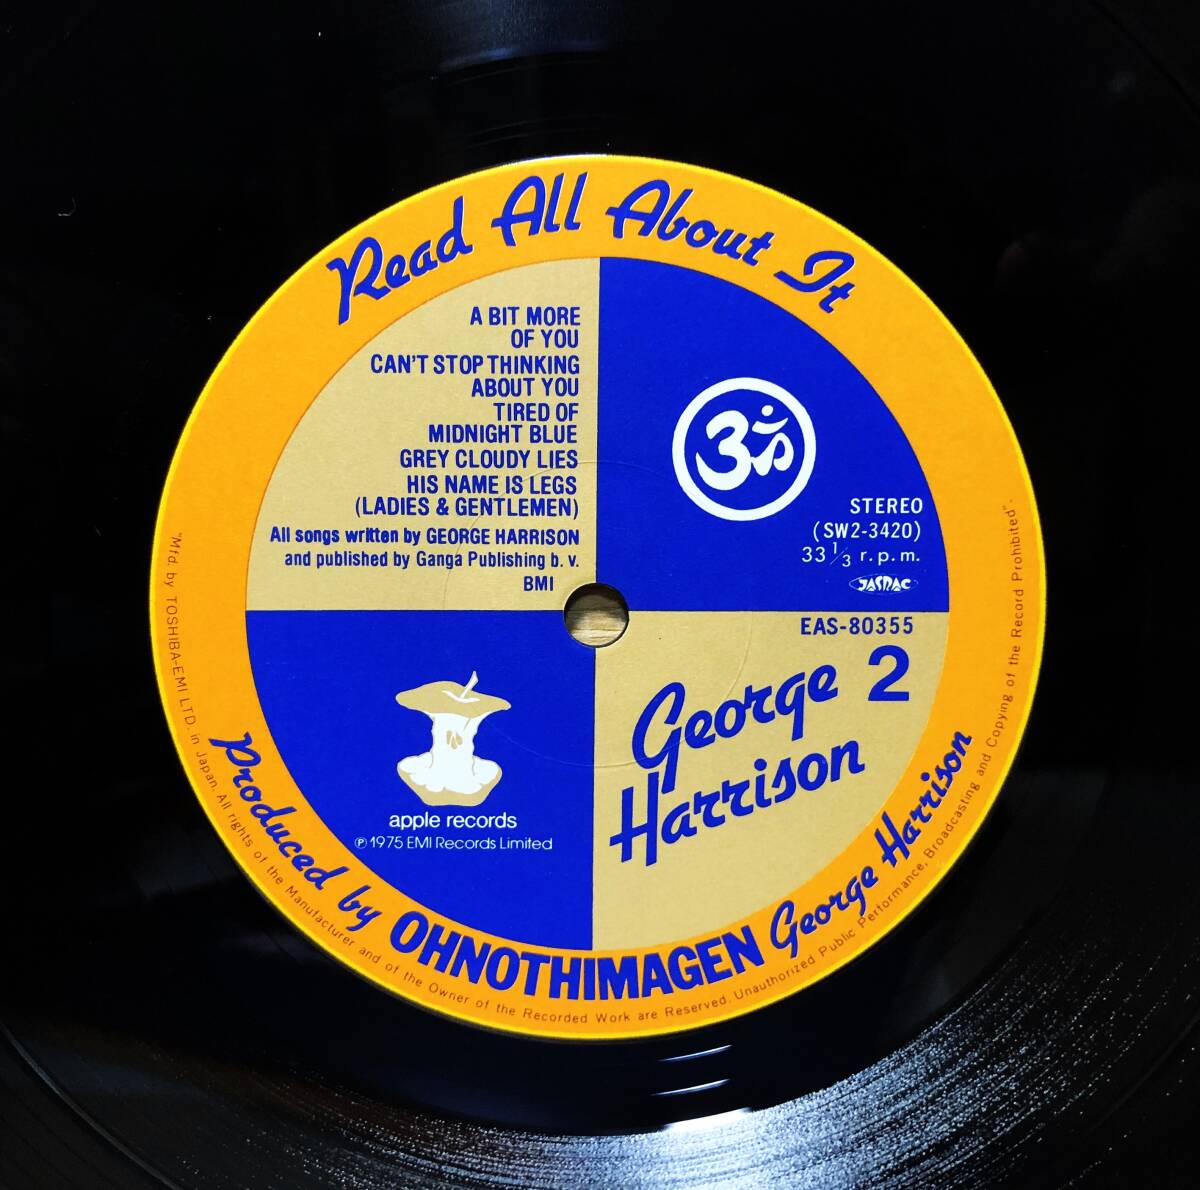 Read All About It
A BIT MORE
OF YOU
CAN'T STOP THINKING
ABOUT YOU
TIRED OF
MIDNIGHT BLUE
GREY CLOUDY LIES
HIS NAME IS LEGS
(LADIES & GENTLEMEN)
All songs written by GEORGE HARRISON
and published by Ganga Publishing b. v.
BMI
ॐ
STEREO
(SW2-3420)
33 1/3 r.p.m.
JASRAC
EAS-80355
2
George
Harrison
apple records
℗ 1975 EMI Records Limited
Produced by OHNOTHIMAGEN George Harrison
"Mfd. by TOSHIBA-EMI LTD. in Japan. All rights of the Manufacturer and of the Owner of the Recorded Work are Reserved. Unauthorized Public Performance, Broadcasting and Copying of the Record Prohibited".